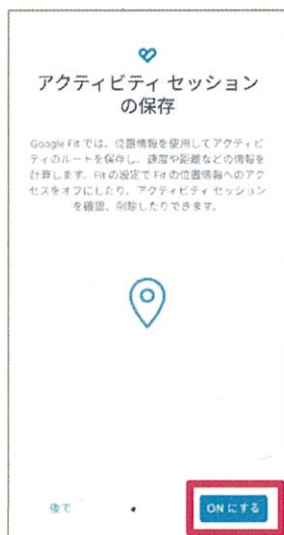 アクティビティ セッション
の保存
Google Fit では、位置情報を使用してアクティビ
ティのルートを保存し、速度や距離などの情報を
計算します。Fit の設定で Fit の位置情報へのアク
セスをオフにしたり、アクティビティ セッション
を確認、削除したりできます。
後で
ON にする